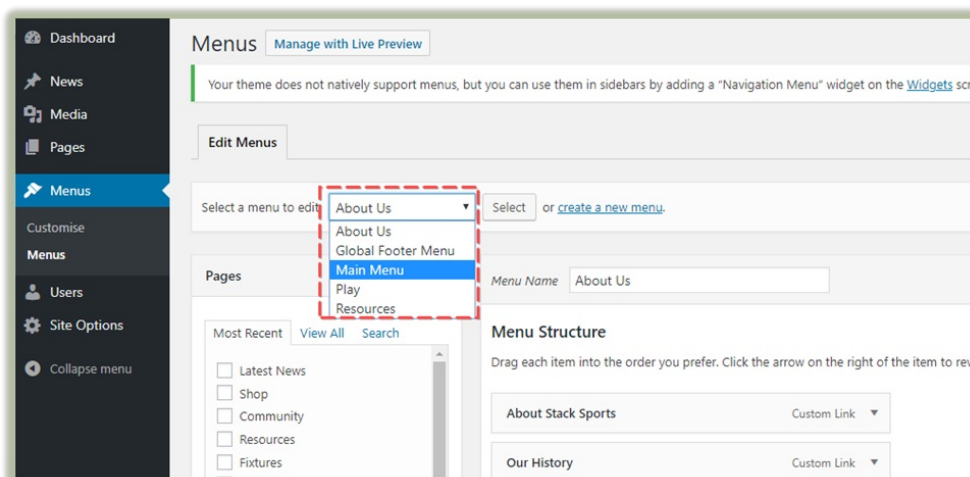 Dashboard
News
Media
Pages
Menus
Customise
Menus
Users
Site Options
Collapse menu
Menus Manage with Live Preview
Your theme does not natively support menus, but you can use them in sidebars by adding a “Navigation Menu” widget on the Widgets
Edit Menus
Select a menu to edit About Us Select or create a new menu.
About Us
Global Footer Menu
Main Menu
Play
Resources
Pages
Most Recent View All Search
Latest News
Shop
Community
Resources
Fixtures
Menu Name About Us
Menu Structure
Drag each item into the order you prefer. Click the arrow on the right of the item to
About Stack Sports Custom Link
Our History Custom Link